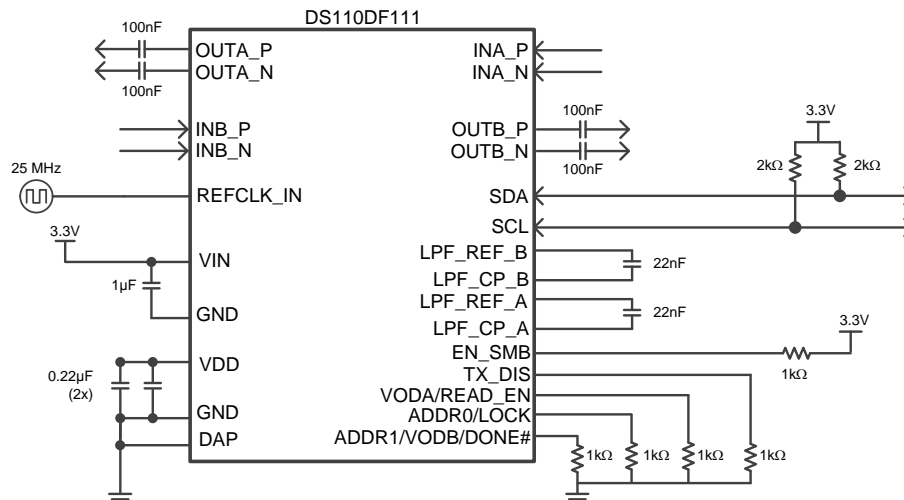 DS110DF111
100nF
OUTA_P
OUTA_N
100nF
INA_P
INA_N
INB_P
INB_N
100nF
OUTB_P
OUTB_N
100nF
3.3V
2kΩ
2kΩ
25 MHz
REFCLK_IN
SDA
SCL
3.3V
VIN
1µF
GND
LPF_REF_B
22nF
LPF_CP_B
LPF_REF_A
22nF
LPF_CP_A
3.3V
EN_SMB
1kΩ
VDD
0.22µF
(2x)
GND
DAP
TX_DIS
VODA/READ_EN
ADDR0/LOCK
ADDR1/VODB/DONE#
1kΩ
1kΩ
1kΩ
1kΩ